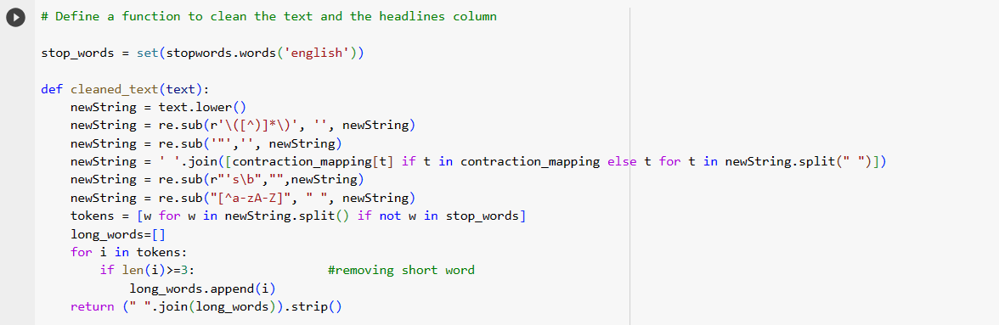 # Define a function to clean the text and the headlines column
stop_words = set(stopwords.words('english'))
def cleaned_text(text):
    newString = text.lower()
    newString = re.sub(r'\([^)]*\)', '', newString)
    newString = re.sub('"','', newString)
    newString = ' '.join([contraction_mapping[t] if t in contraction_mapping else t for t in newString.split(" ")])
    newString = re.sub(r"'s\b","",newString)
    newString = re.sub("[^a-zA-Z]", " ", newString)
    tokens = [w for w in newString.split() if not w in stop_words]
    long_words=[]
    for i in tokens:
        if len(i)>=3:                  #removing short word
            long_words.append(i)
    return (" ".join(long_words)).strip()